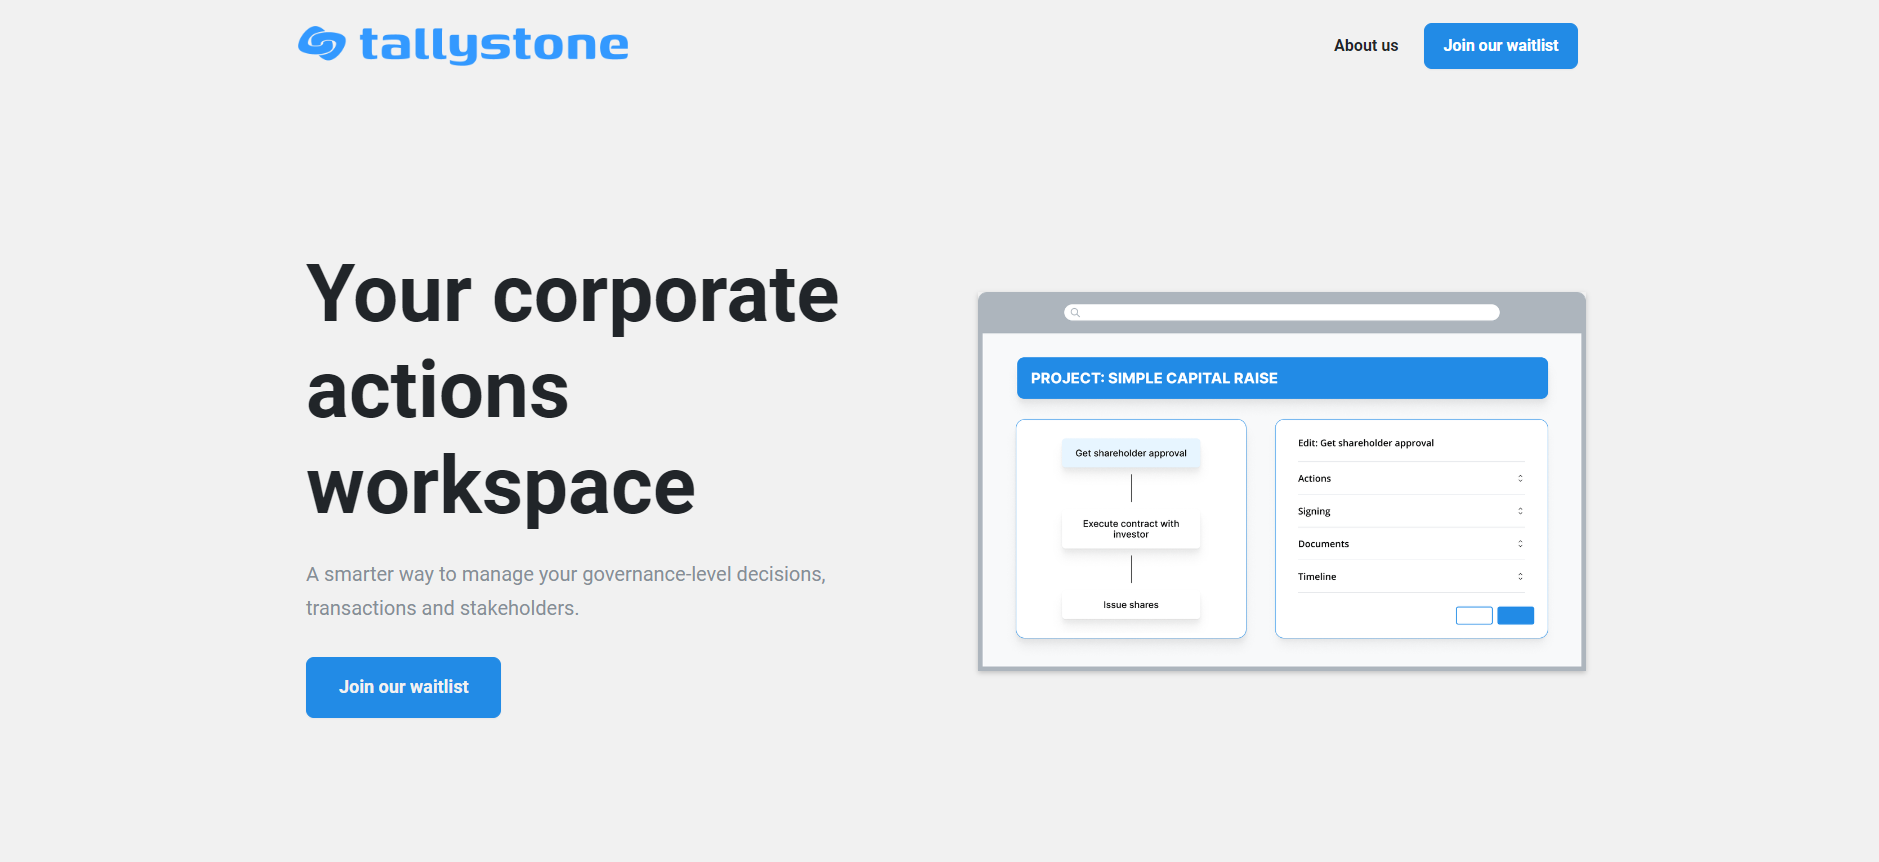 tallystone
About us
Join our waitlist
Your corporate
actions
workspace
A smarter way to manage your governance-level decisions,
transactions and stakeholders.
Join our waitlist
PROJECT: SIMPLE CAPITAL RAISE
Get shareholder approval
Execute contract with
investor
Issue shares
Edit: Get shareholder approval
Actions
Signing
Documents
Timeline